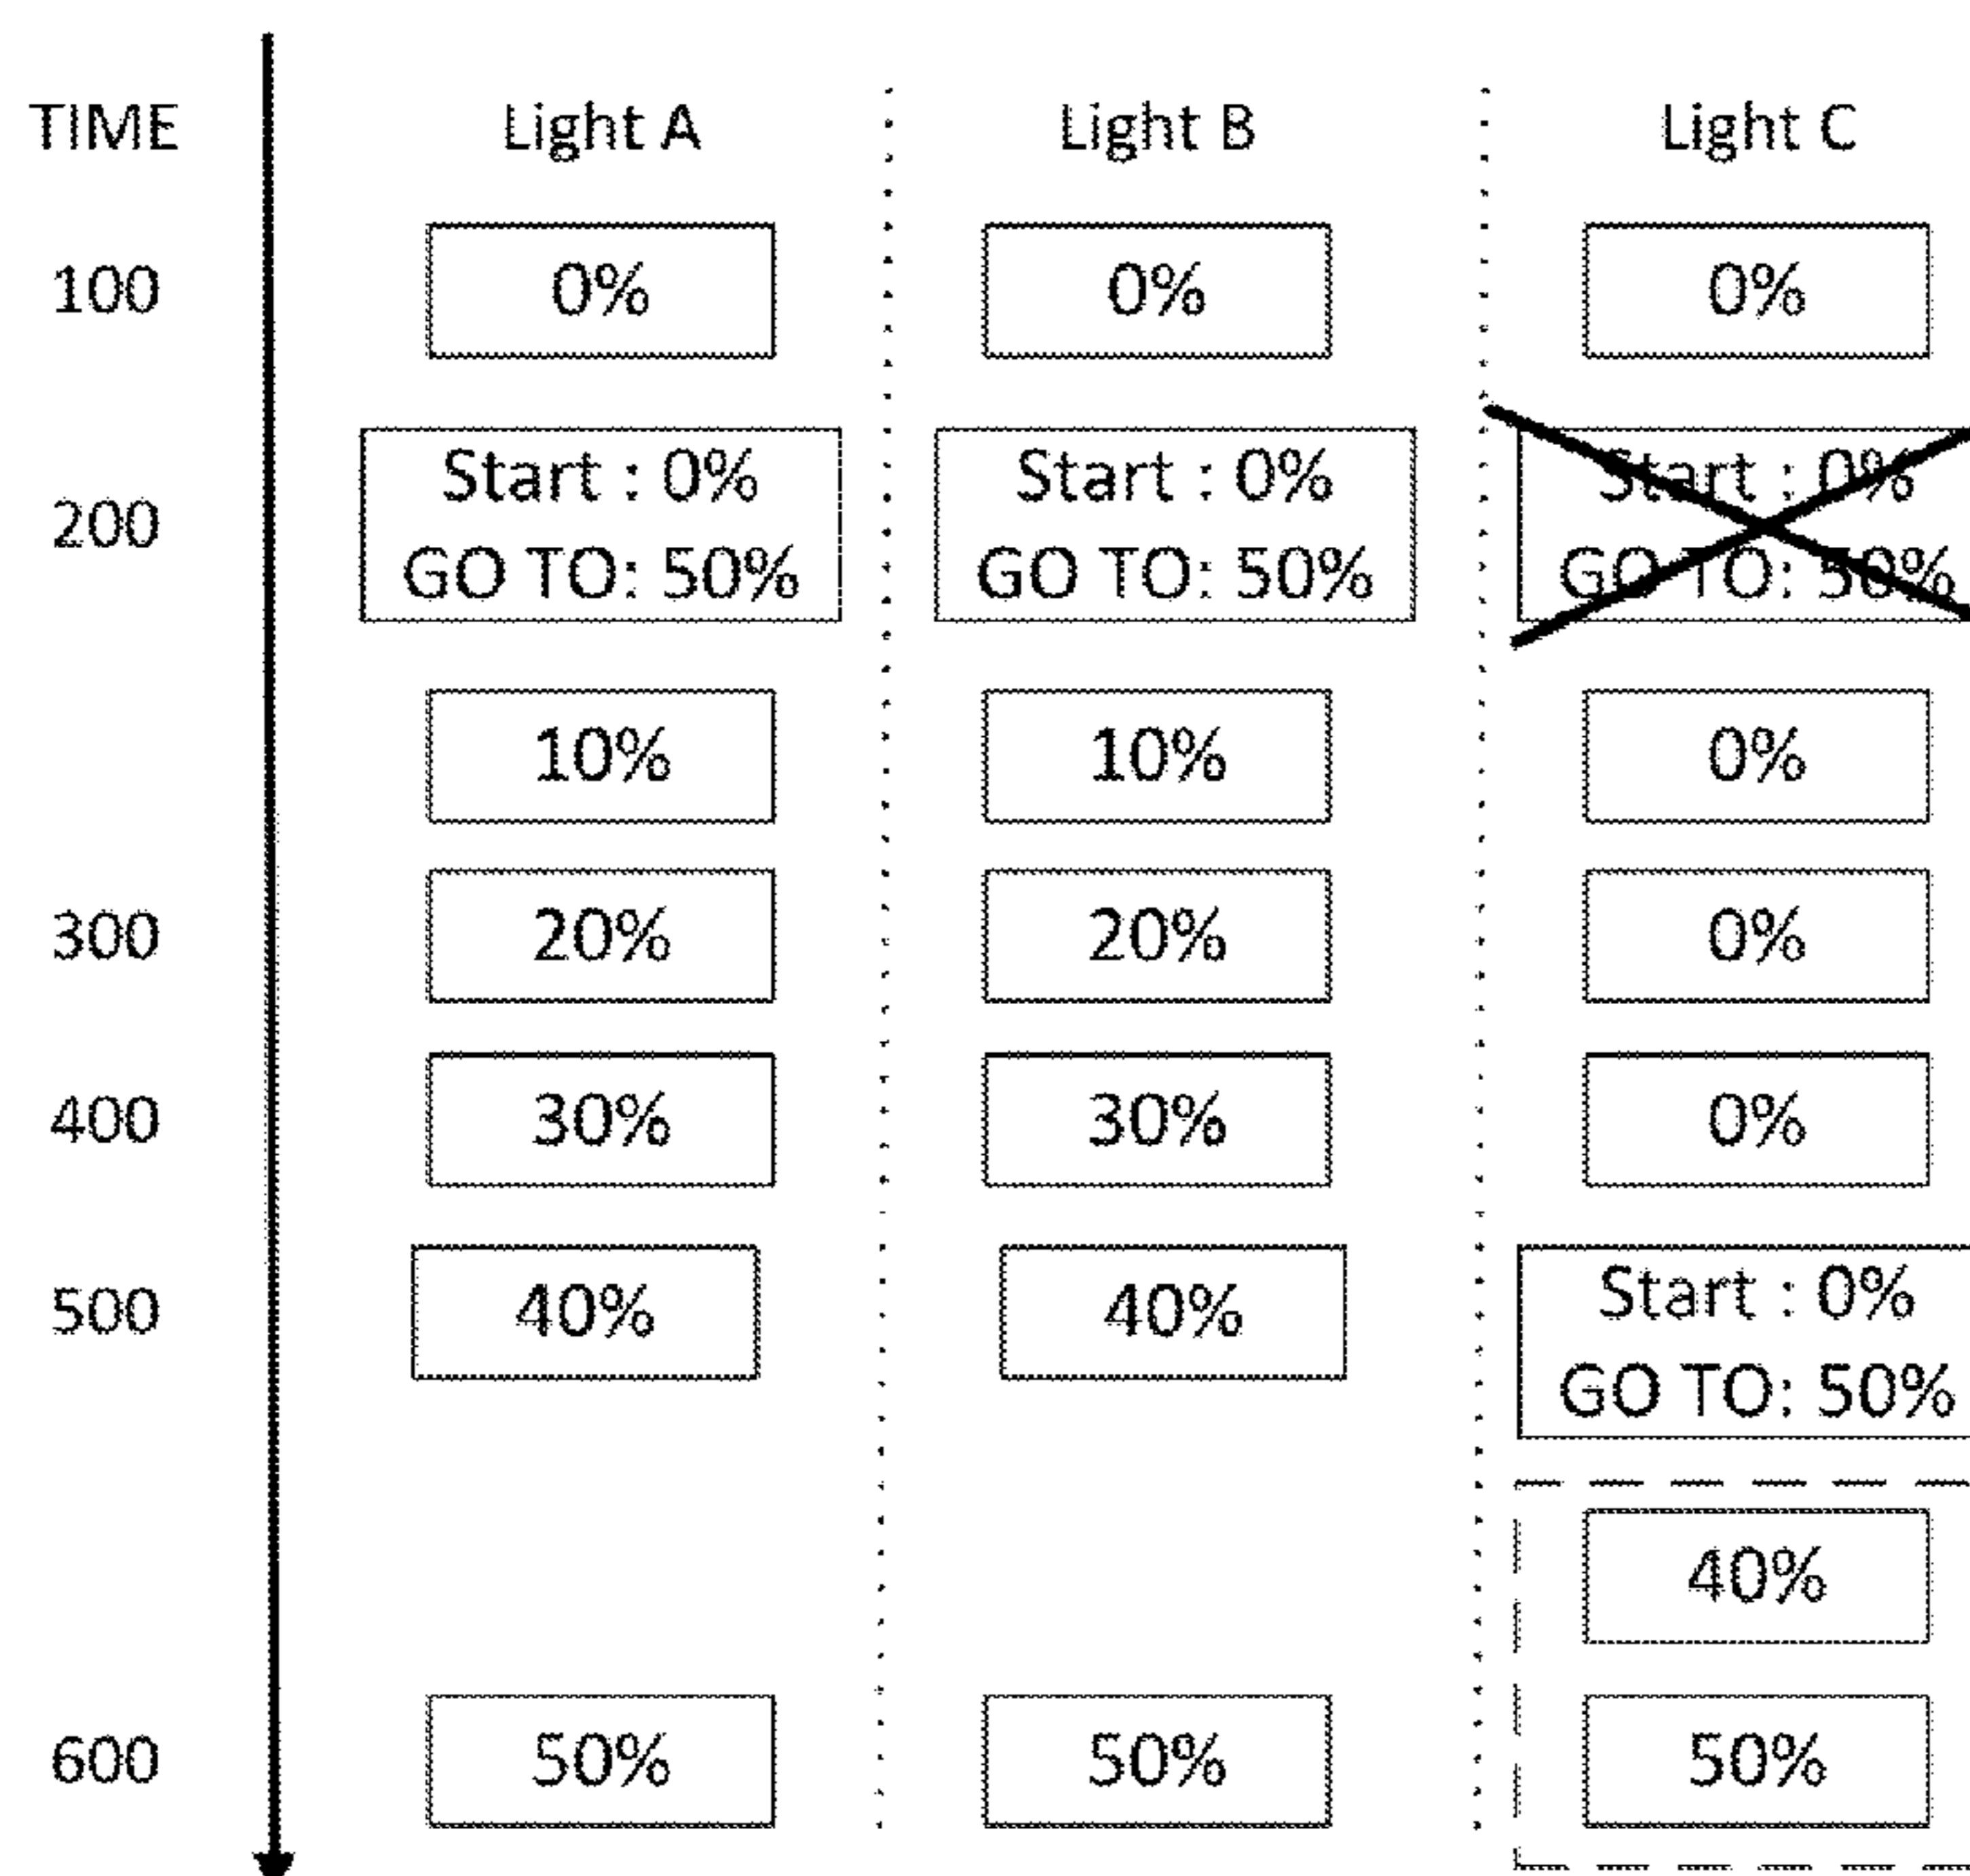 TIME Light A Light B Light C
100 0% 0% 0%
Start : 0% Start : 0% Start : 0%
200
GO TO: 50% GO TO: 50% GO TO: 50%
10% 10% 0%
300 20% 20% 0%
400 30% 30% 0%
500 40% 40% Start : 0%
GO TO: 50%
40%
600 50% 50% 50%